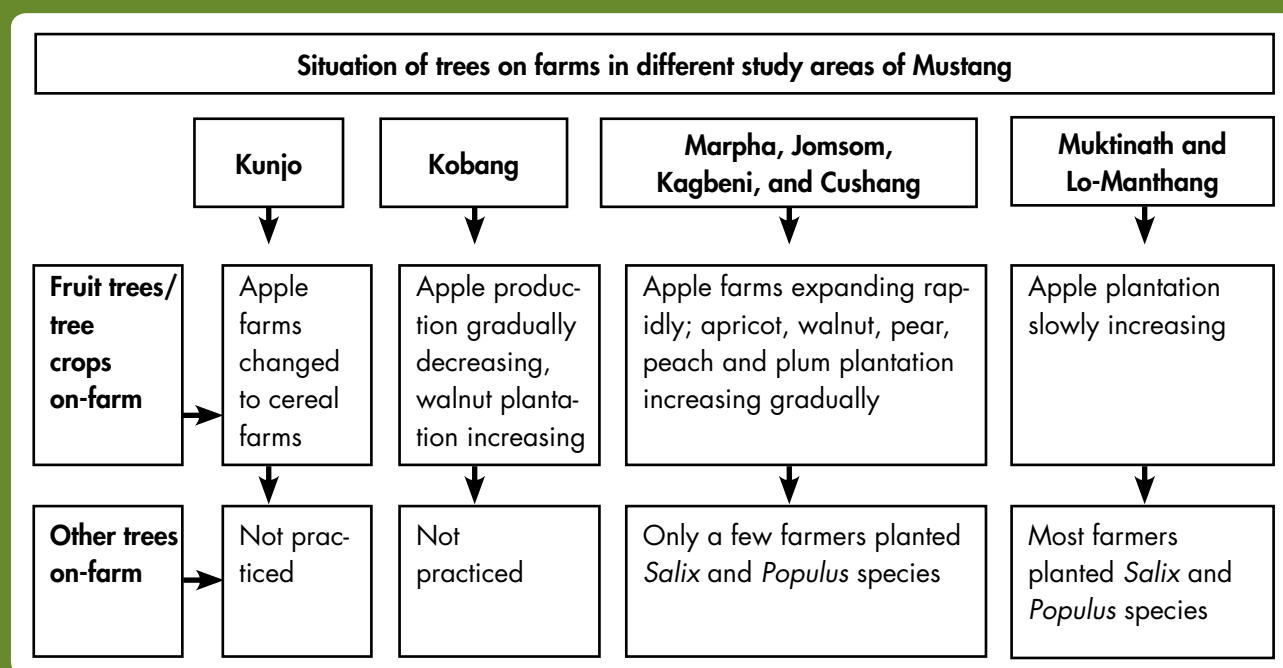 Situation of trees on farms in different study areas of Mustang
Kunjo
Kobang
Marpha, Jomsom,
Kagbeni, and Cushang
Muktinath and
Lo-Manthang
Fruit trees/
tree
crops
on-farm
Apple
farms
changed
to cereal
farms
Apple produc-
tion gradually
decreasing,
walnut planta-
tion increasing
Apple farms expanding rap-
idly; apricot, walnut, pear,
peach and plum plantation
increasing gradually
Apple plantation
slowly increasing
Other trees
on-farm
Not prac-
ticed
Not
practiced
Only a few farmers planted
Salix and Populus species
Most farmers
planted Salix and
Populus species